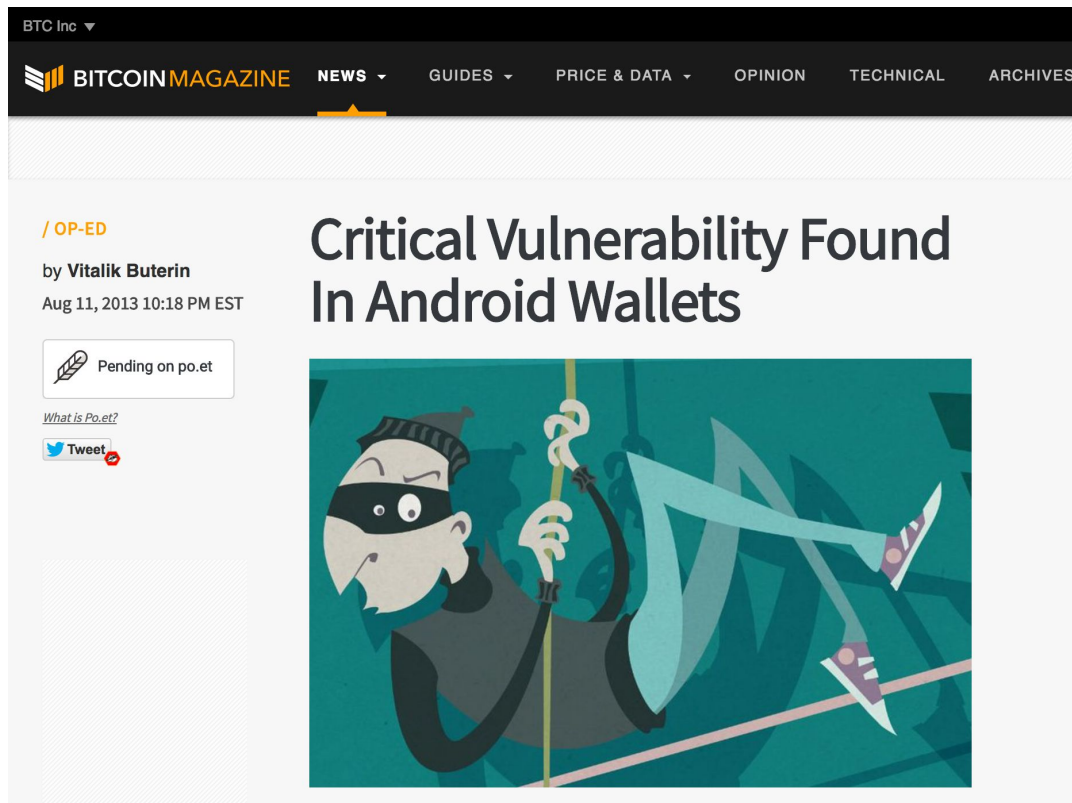 BTC Inc
BITCOINMAGAZINE NEWS GUIDES PRICE & DATA OPINION TECHNICAL ARCHIVES
/ OP-ED
by Vitalik Buterin
Aug 11, 2013 10:18 PM EST
Pending on po.et
What is Po.et?
Tweet
Critical Vulnerability Found
In Android Wallets